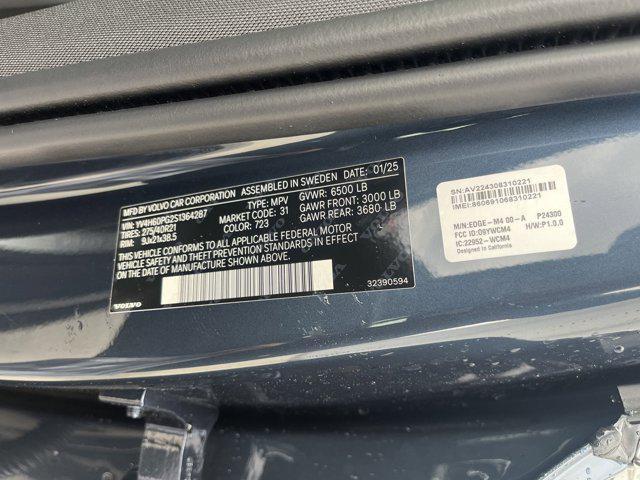 MFD. BY VOLVO CAR CORPORATION. ASSEMBLED IN SWEDEN DATE: 01/25
VIN: YV4H60PG2S1364287 TYPE: MPV GVWR: 6500 LB
TIRES: 275/40R21 MARKET CODE: 31 GAWR FRONT: 3000 LB
RIM: 9Jx21x38.5 COLOR: 723 GAWR REAR: 3680 LB
THIS VEHICLE CONFORMS TO ALL APPLICABLE FEDERAL MOTOR
VEHICLE SAFETY AND THEFT PREVENTION STANDARDS IN EFFECT
ON THE DATE OF MANUFACTURE SHOWN ABOVE.
VOLVO 32390594
SN:AV224308310221
IMEI:860691068310221
M/N:EDGE-M4 00-A P24300
FCC ID:O9YWCM4 H/W:P1.0.0
IC:22952-WCM4
Designed in California